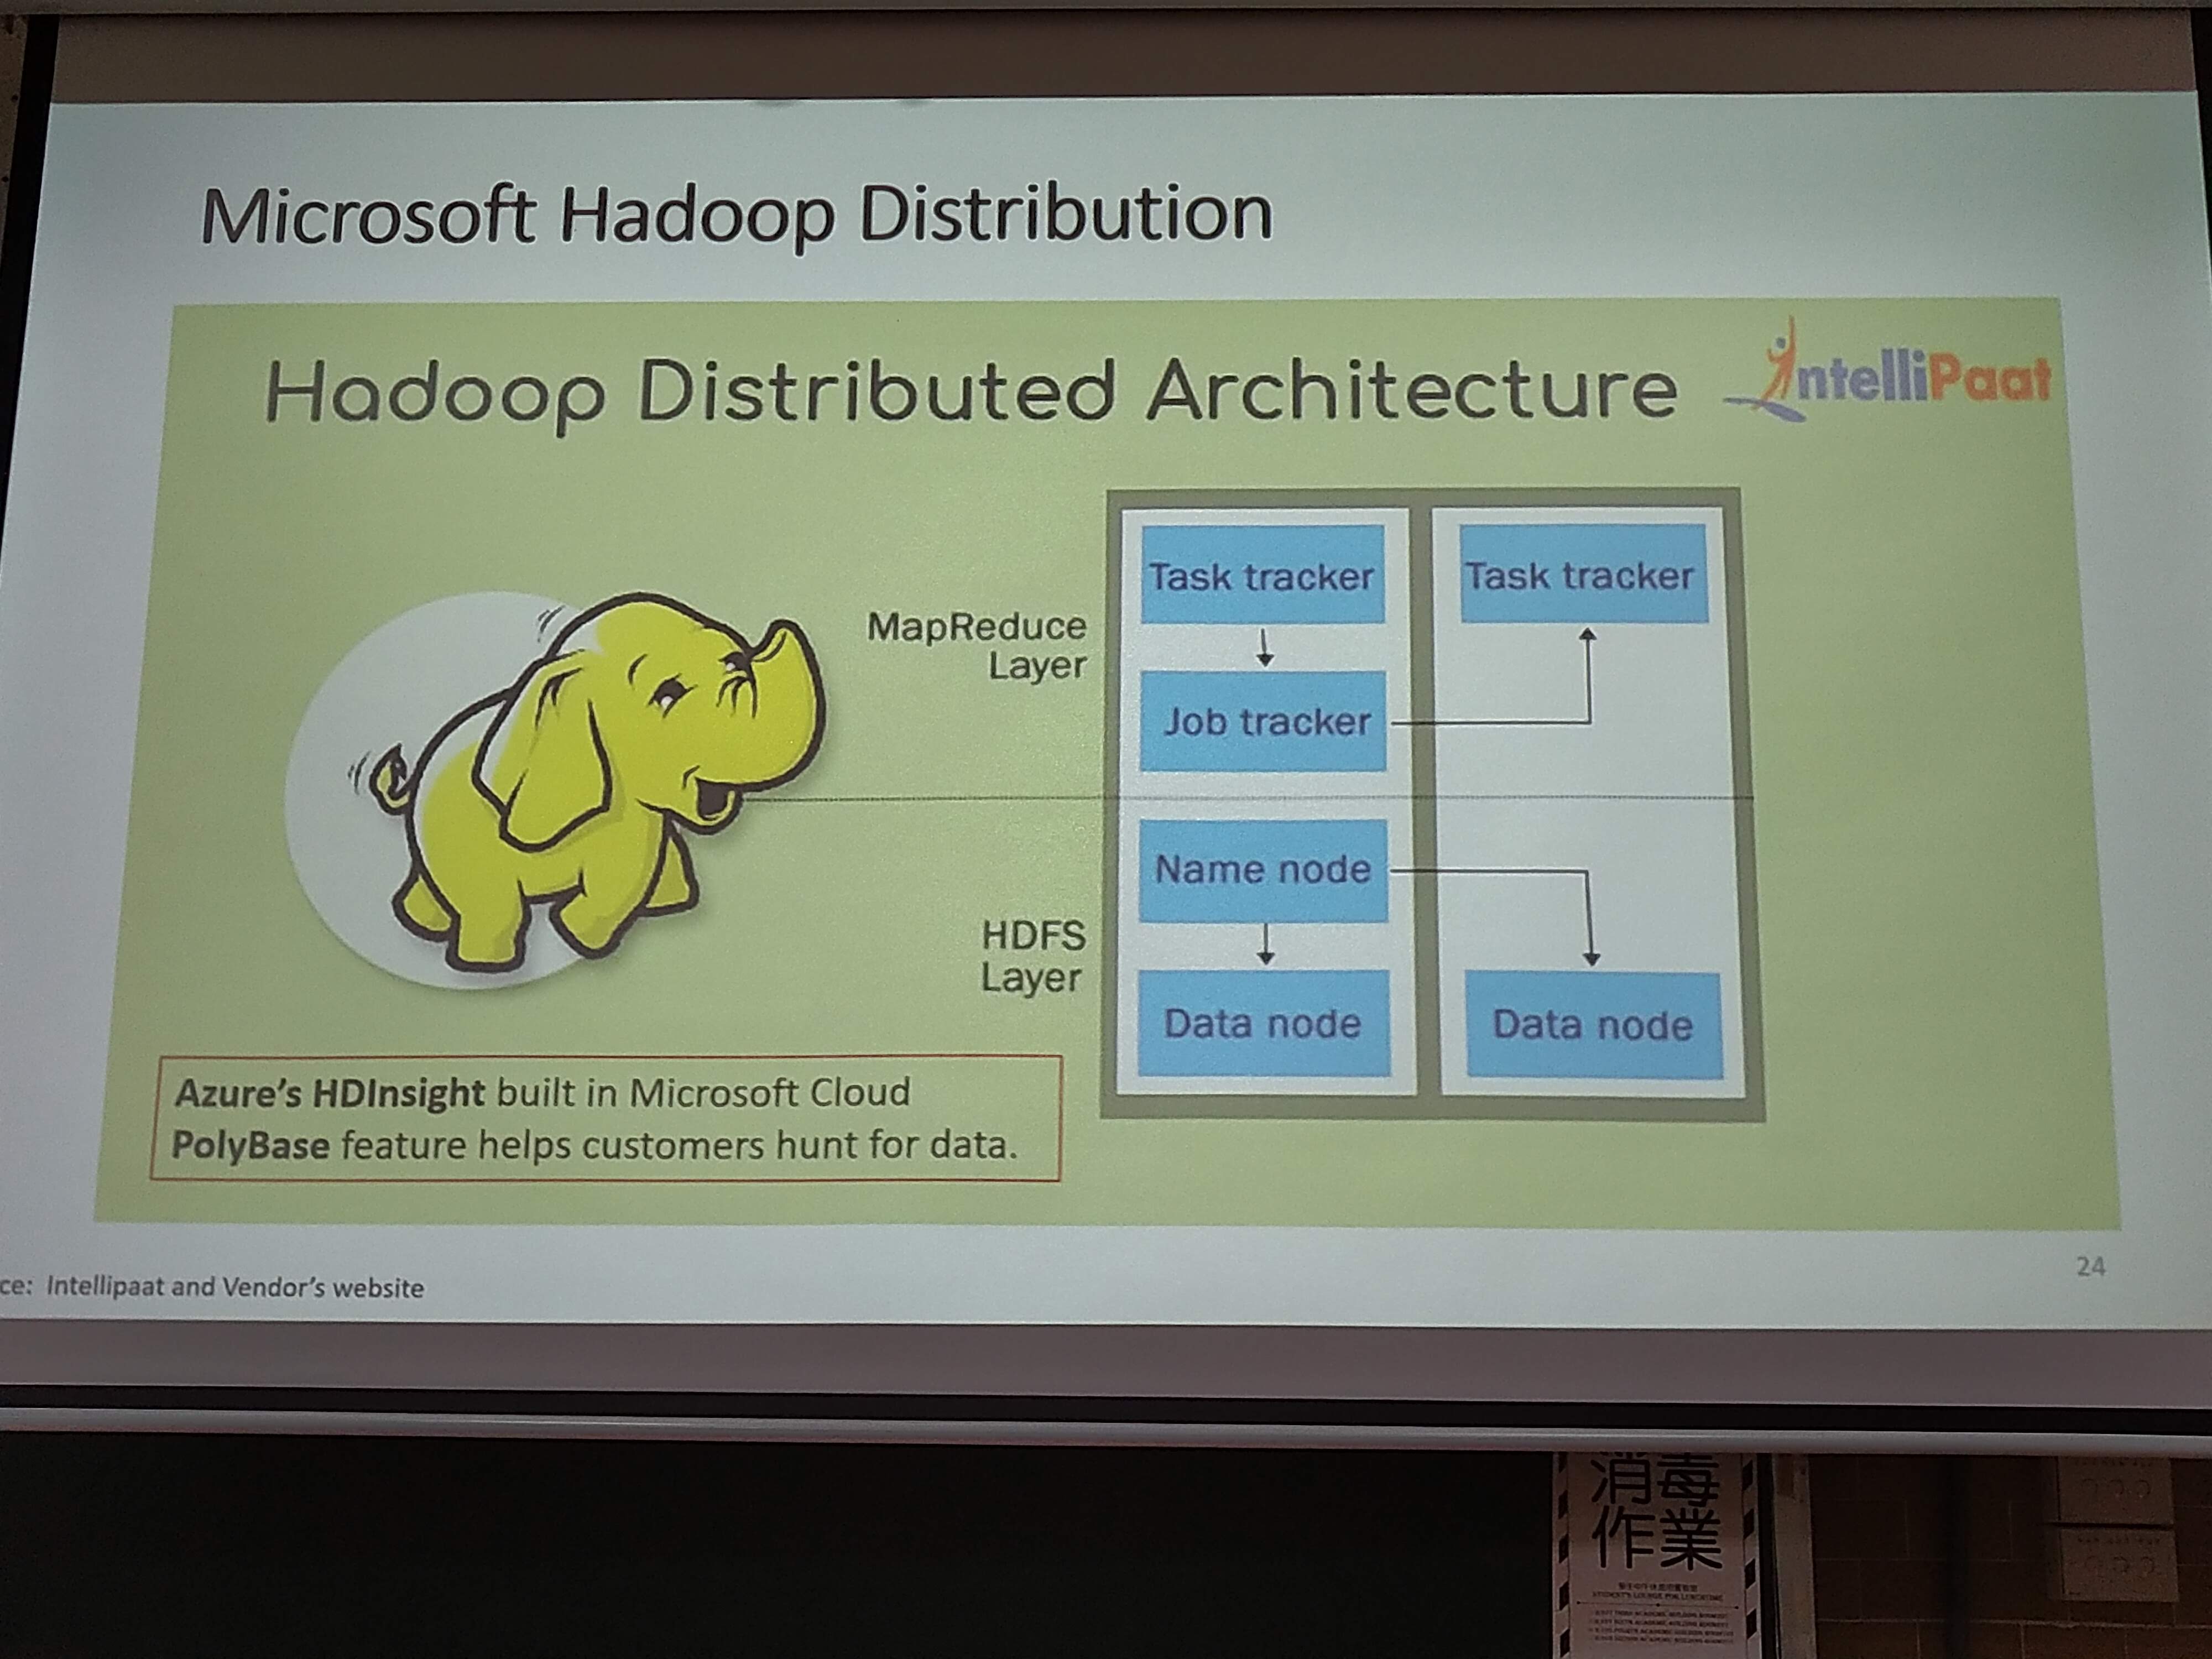 Microsoft Hadoop Distribution
Hadoop Distributed Architecture
IntelliPaat
MapReduce
Layer
Task tracker
Task tracker
Job tracker
HDFS
Layer
Name node
Data node
Data node
Azure's HDInsight built in Microsoft Cloud
PolyBase feature helps customers hunt for data.
ce: Intellipaat and Vendor's website
24
消毒
作業